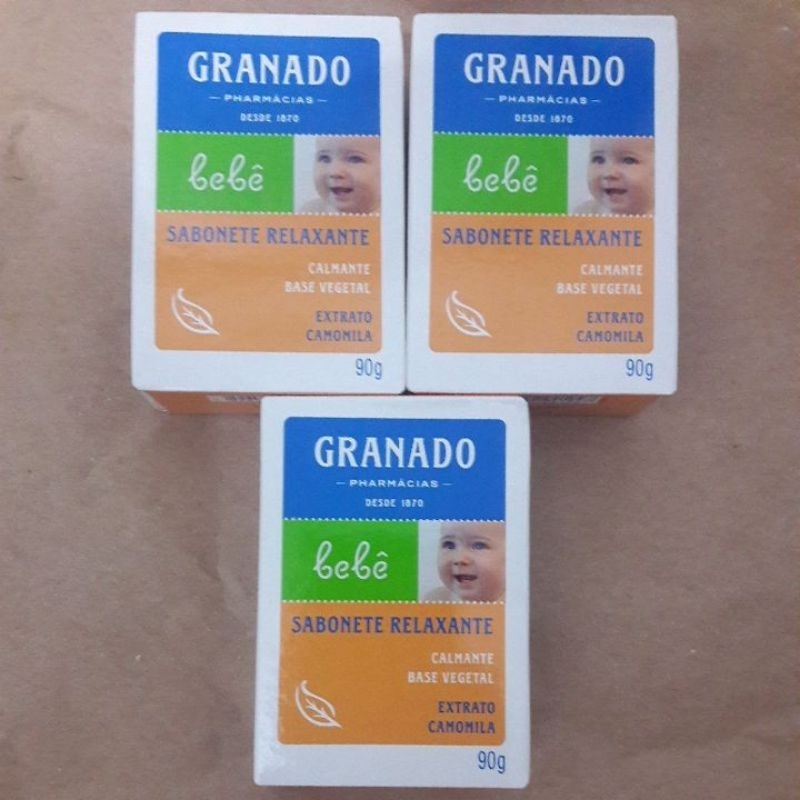 GRANADO
PHARMÁCIAS
DESDE 1870
bebê
SABONETE RELAXANTE
CALMANTE
BASE VEGETAL
EXTRATO
CAMOMILA
90g
GRANADO
PHARMÁCIAS
DESDE 1870
bebê
SABONETE RELAXANTE
CALMANTE
BASE VEGETAL
EXTRATO
CAMOMILA
90g
GRANADO
PHARMÁCIAS
DESDE 1870
bebê
SABONETE RELAXANTE
CALMANTE
BASE VEGETAL
EXTRATO
CAMOMILA
90g